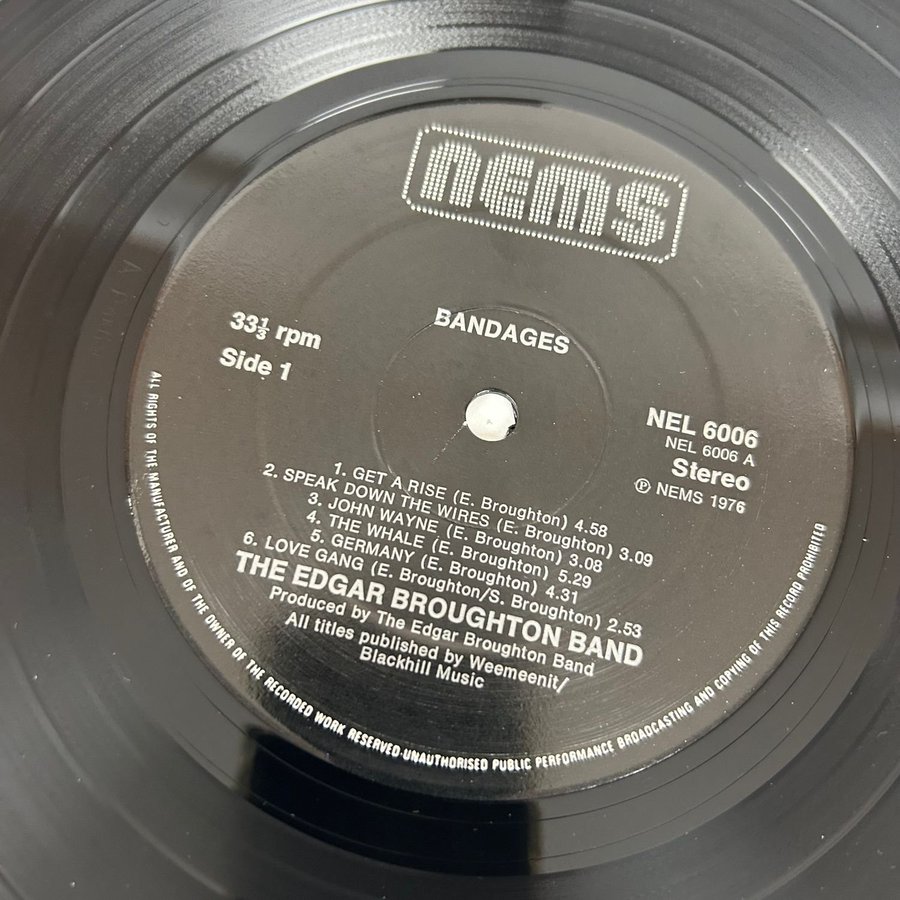 NEMS
BANDAGES
33⅓ rpm
Side 1
NEL 6006
NEL 6006 A
Stereo
Ⓟ NEMS 1976
1. GET A RISE (E. Broughton) 4.58
2. SPEAK DOWN THE WIRES (E. Broughton) 3.09
3. JOHN WAYNE (E. Broughton) 3.08
4. THE WHALE (E. Broughton) 5.29
5. GERMANY (E. Broughton) 4.31
6. LOVE GANG (E. Broughton/S. Broughton) 2.53
THE EDGAR BROUGHTON BAND
Produced by The Edgar Broughton Band
All titles published by Weemeenit/
Blackhill Music
ALL RIGHTS OF THE MANUFACTURER AND OF THE OWNER OF THE RECORDED WORK RESERVED·UNAUTHORISED PUBLIC PERFORMANCE BROADCASTING AND COPYING OF THIS RECORD PROHIBITED